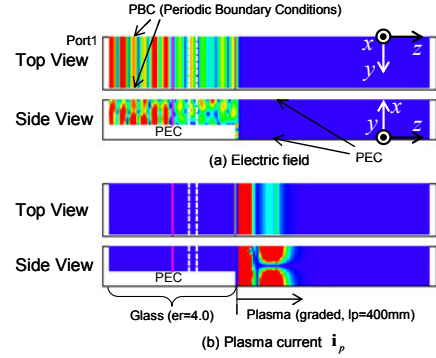 PBC (Periodic Boundary Conditions)
Port1
Top View
x
z
y
Side View
PEC
x
y
z
PEC
(a) Electric field
Top View
Side View
PEC
Glass (er=4.0)
Plasma (graded, lp=400mm)
(b) Plasma current i_p